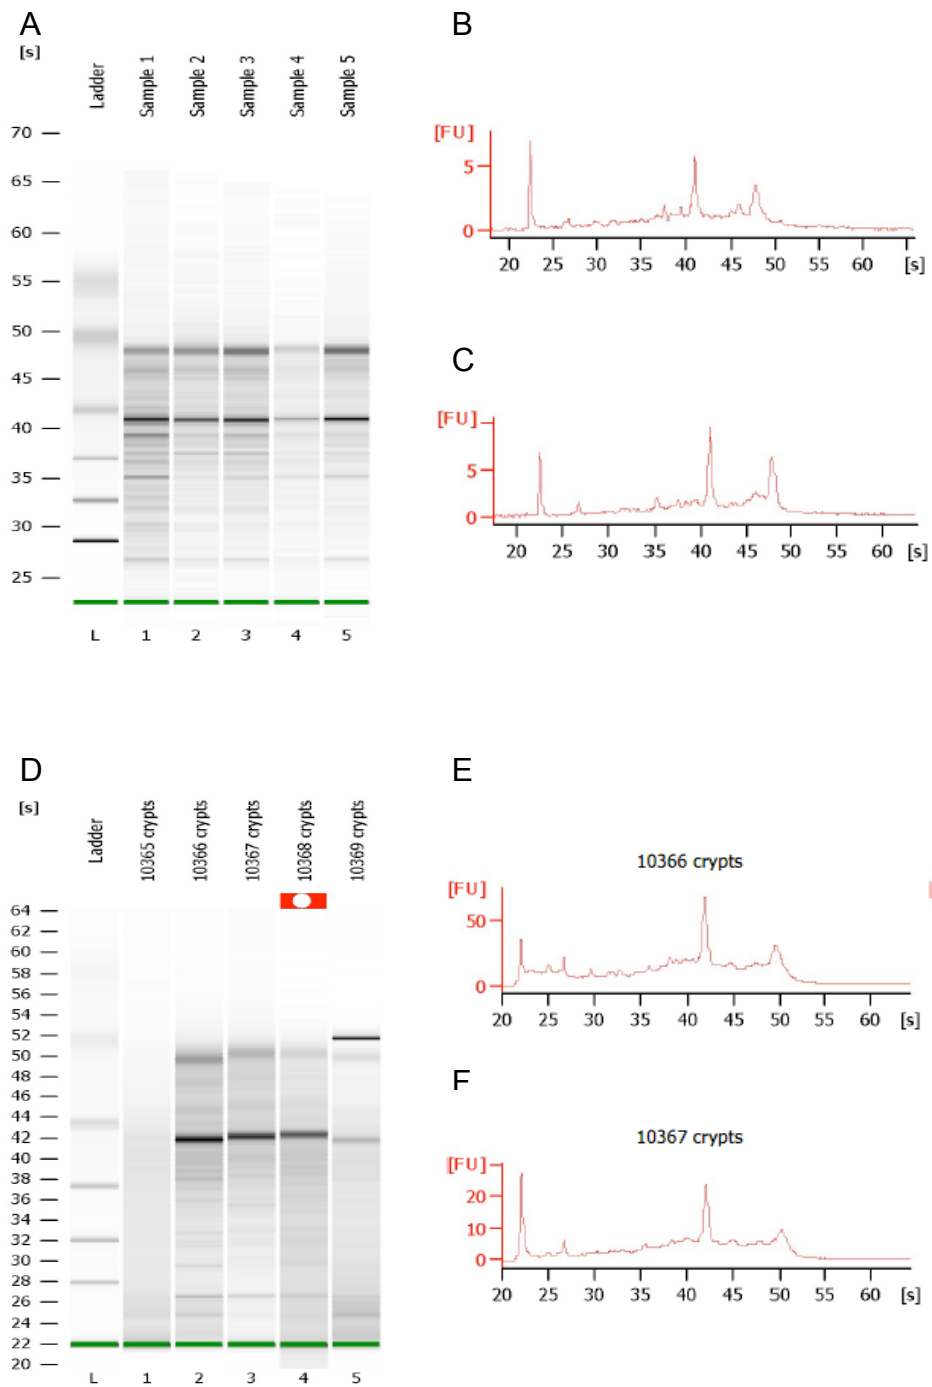 A
[s]
Ladder
Sample 1
Sample 2
Sample 3
Sample 4
Sample 5
70
65
60
55
50
45
40
35
30
25
L 1 2 3 4 5
B
[FU]
5
0
20 25 30 35 40 45 50 55 60 [s]
C
[FU]
5
0
20 25 30 35 40 45 50 55 60 [s]
D
[s]
Ladder
10365 crypts
10366 crypts
10367 crypts
10368 crypts
10369 crypts
64
62
60
58
56
54
52
50
48
46
44
42
40
38
36
34
32
30
28
26
24
22
20
L 1 2 3 4 5
E
10366 crypts
[FU]
50
0
20 25 30 35 40 45 50 55 60 [s]
F
10367 crypts
[FU]
20
10
0
20 25 30 35 40 45 50 55 60 [s]